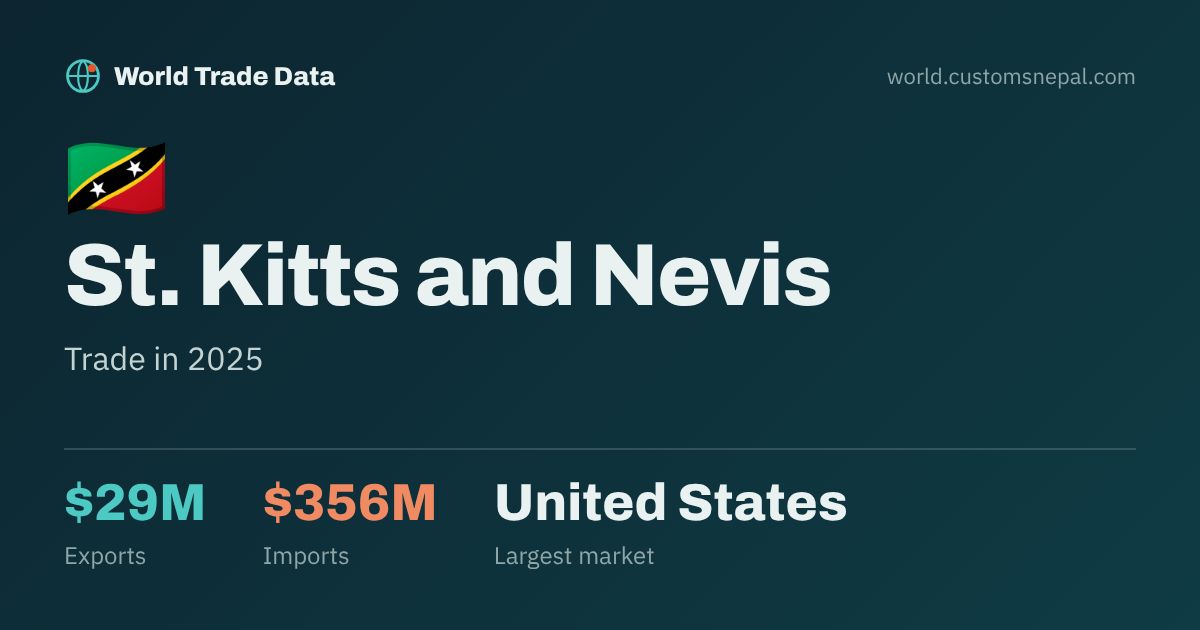 World Trade Data
world.customsnepal.com
St. Kitts and Nevis
Trade in 2025
$29M
$356M
United States
Exports
Imports
Largest market